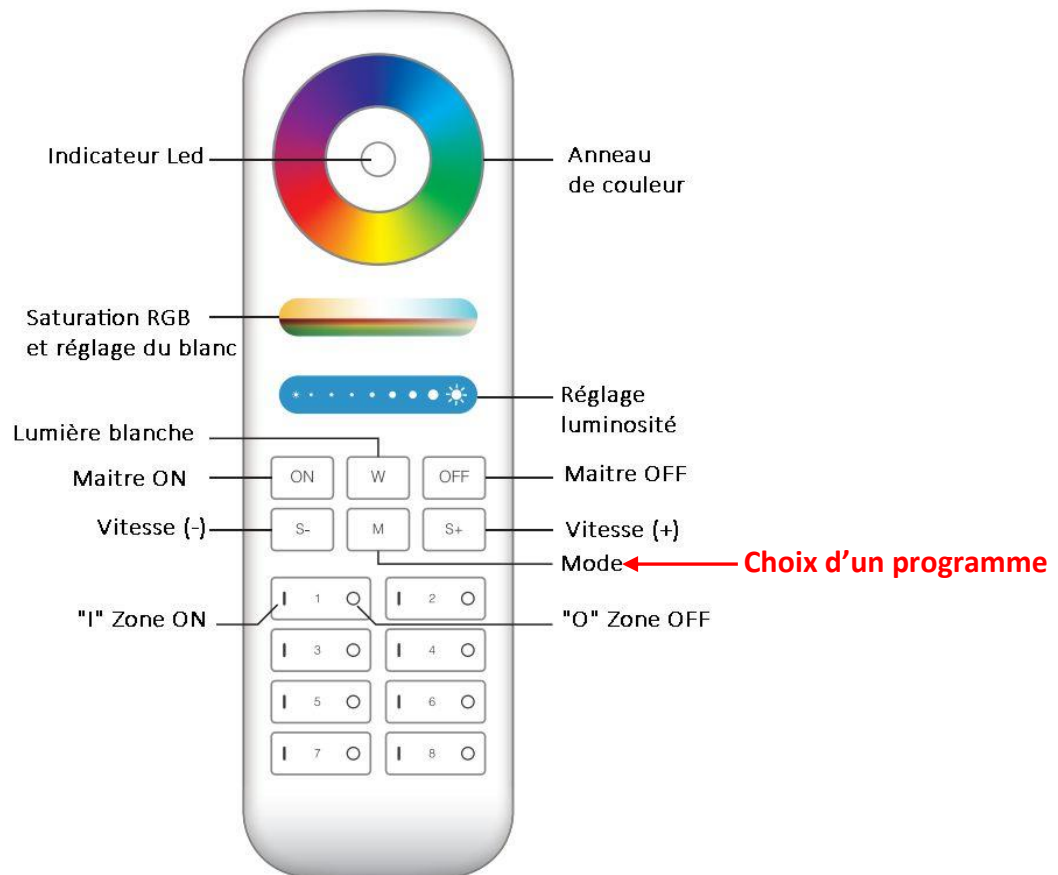 Indicateur Led
Anneau
de couleur
Saturation RGB
et réglage du blanc
Réglage
luminosité
Lumière blanche
Maitre ON
ON
W
OFF
Maitre OFF
Vitesse (-)
S-
M
S+
Vitesse (+)
Mode
Choix d'un programme
"I" Zone ON
I 1 O
I 2 O
"O" Zone OFF
I 3 O
I 4 O
I 5 O
I 6 O
I 7 O
I 8 O